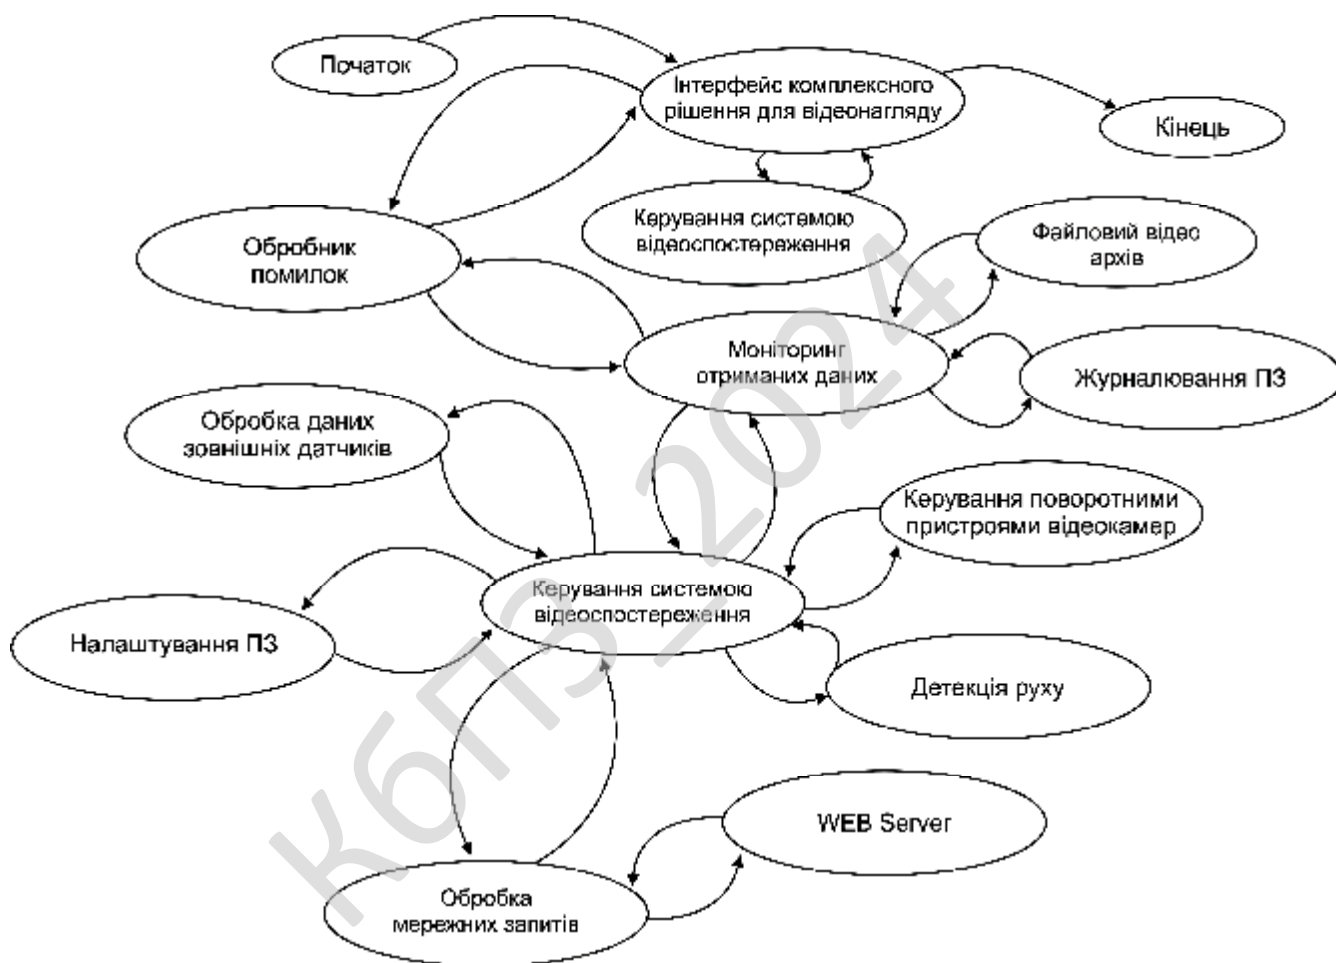 Початок
Інтерфейс комплексного
рішення для відеонагляду
Кінець
Керування системою
відеоспостереження
Файловий відео
архів
Обробник
помилок
Моніторинг
отриманих даних
Журналювання ПЗ
Обробка даних
зовнішніх датчиків
Керування поворотними
пристроями відеокамер
Керування системою
відеоспостереження
Налаштування ПЗ
Детекція руху
WEB Server
Обробка
мережних запитів
КбПЗ_2024